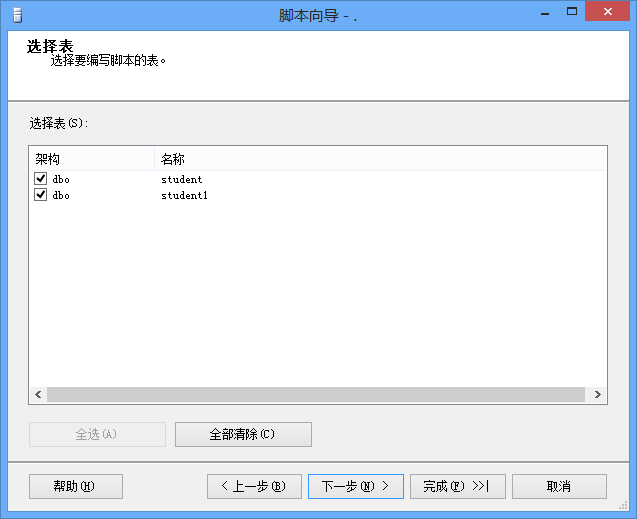 脚本向导 - .
选择表
选择要编写脚本的表。
选择表(S):
架构 名称
dbo student
dbo student1
全选(A) 全部清除(C)
帮助(H) < 上一步(B) 下一步(N) > 完成(F) >>| 取消